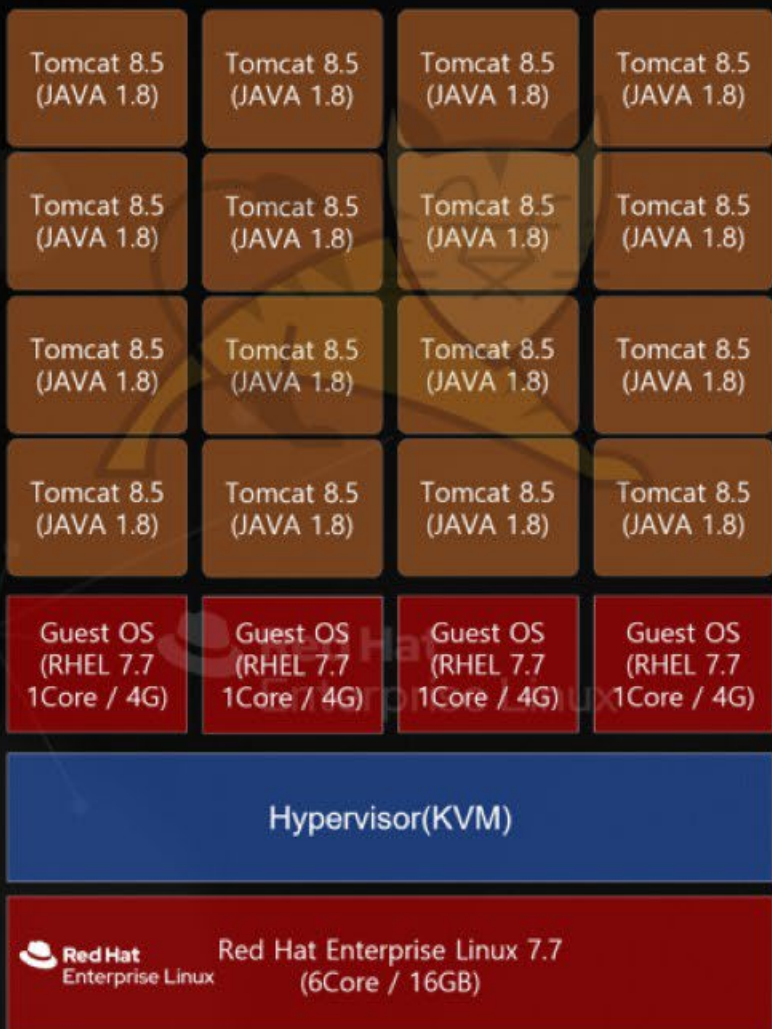 Tomcat 8.5 Tomcat 8.5 Tomcat 8.5 Tomcat 8.5
(JAVA 1.8) (JAVA 1.8) (JAVA 1.8) (JAVA 1.8)
Tomcat 8.5 Tomcat 8.5 Tomcat 8.5 Tomcat 8.5
(JAVA 1.8) (JAVA 1.8) (JAVA 1.8) (JAVA 1.8)
Tomcat 8.5 Tomcat 8.5 Tomcat 8.5 Tomcat 8.5
(JAVA 1.8) (JAVA 1.8) (JAVA 1.8) (JAVA 1.8)
Tomcat 8.5 Tomcat 8.5 Tomcat 8.5 Tomcat 8.5
(JAVA 1.8) (JAVA 1.8) (JAVA 1.8) (JAVA 1.8)
Guest OS Guest OS Guest OS Guest OS
(RHEL 7.7 (RHEL 7.7 (RHEL 7.7 (RHEL 7.7
1Core / 4G) 1Core / 4G) 1Core / 4G) 1Core / 4G)
Red Hat
Enterprise Linux
Hypervisor(KVM)
Red Hat
Enterprise Linux
Red Hat Enterprise Linux 7.7
(6Core / 16GB)